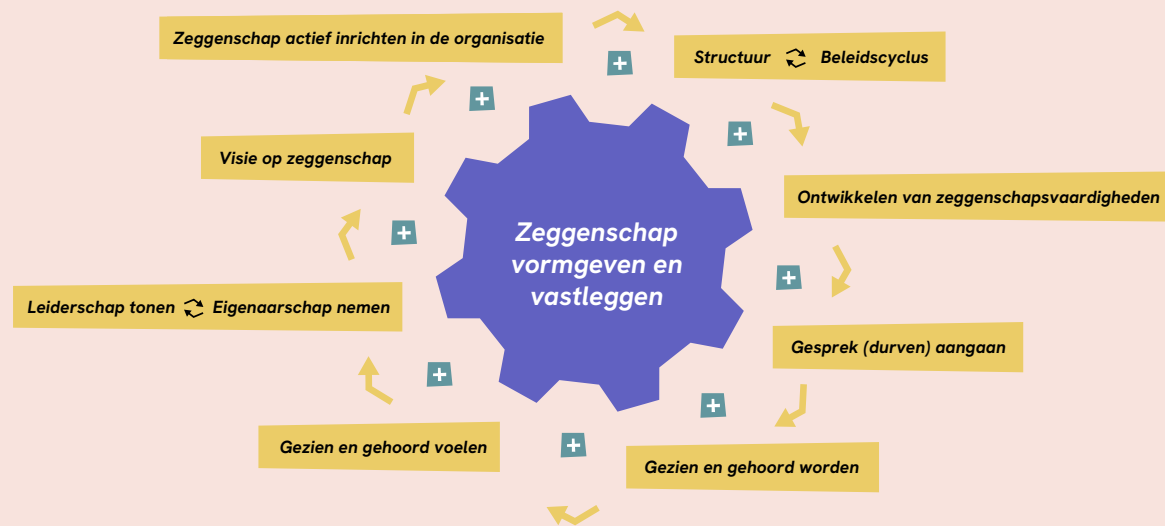 Zeggenschap actief inrichten in de organisatie
Structuur Beleidscyclus
Ontwikkelen van zeggenschapsvaardigheden
Gesprek (durven) aangaan
Gezien en gehoord worden
Gezien en gehoord voelen
Leiderschap tonen Eigenaarschap nemen
Visie op zeggenschap
Zeggenschap
vormgeven en
vastleggen